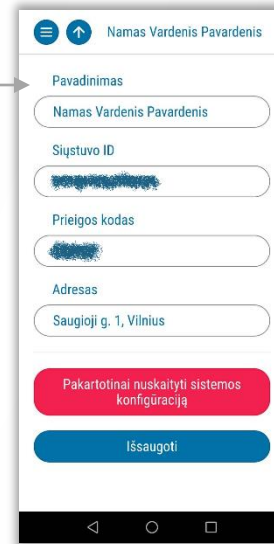 Namas Vardenis Pavardenis
Pavadinimas
Namas Vardenis Pavardenis
Siųstuvo ID
Prieigos kodas
Adresas
Saugioji g. 1, Vilnius
Pakartotinai nuskaityti sistemos
konfigūraciją
Išsaugoti